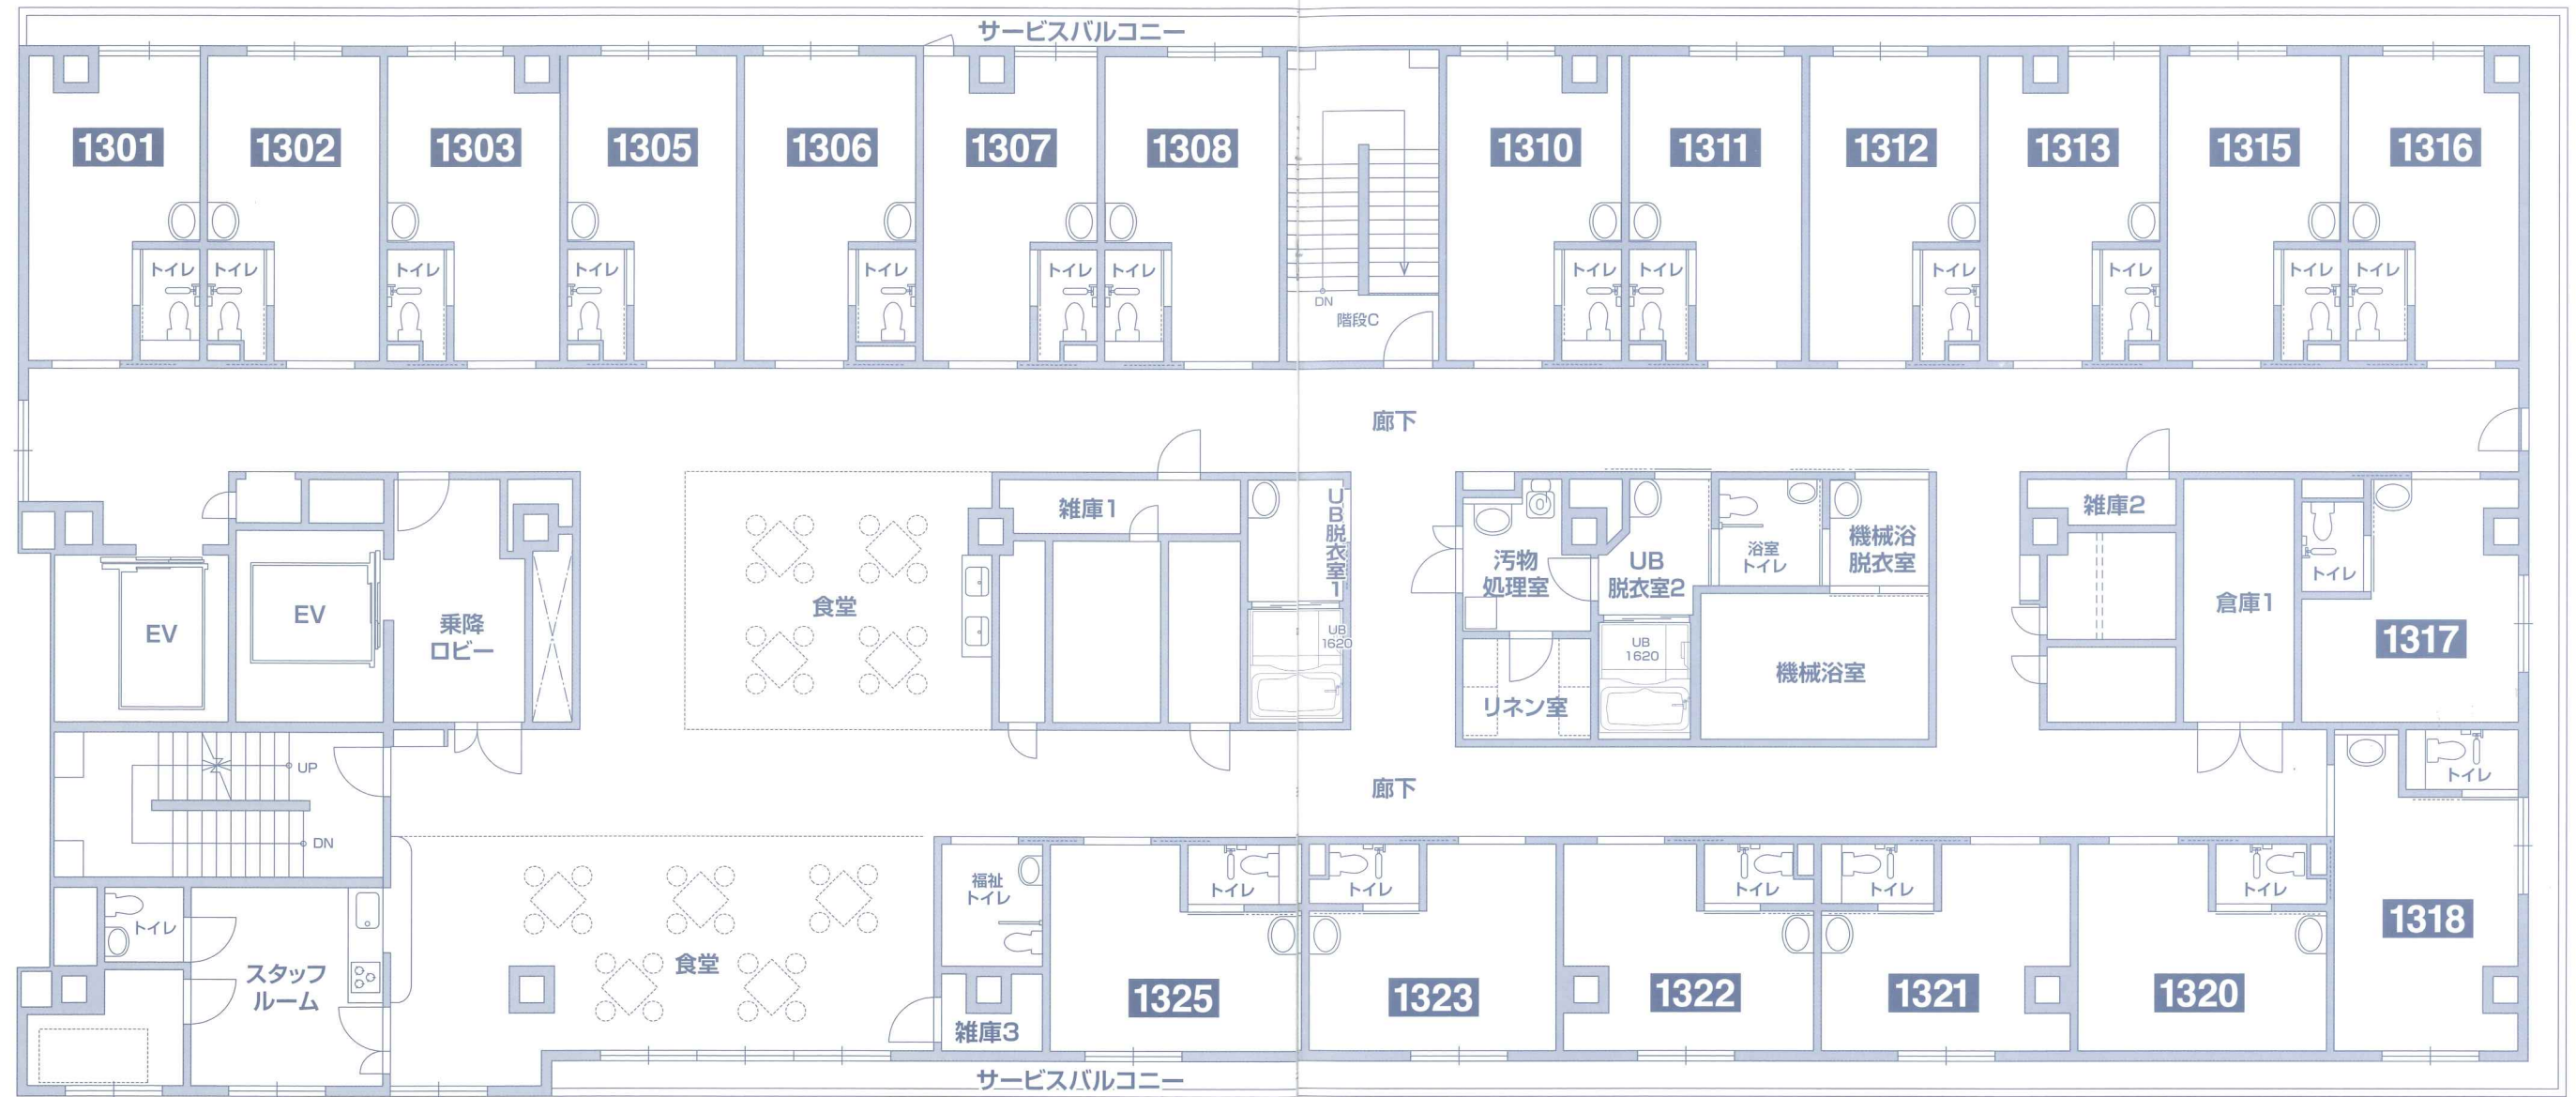 サービスバルコニー
1301
1302
1303
1305
1306
1307
1308
1310
1311
1312
1313
1315
1316
トイレ
トイレ
トイレ
トイレ
トイレ
トイレ
トイレ
トイレ
トイレ
トイレ
トイレ
トイレ
トイレ
DN
階段C
廊下
雑庫1
UB脱衣室1
汚物
処理室
UB
脱衣室2
浴室
トイレ
機械浴
脱衣室
雑庫2
トイレ
倉庫1
1317
EV
EV
乗降
ロビー
食堂
UB
1620
UB
1620
機械浴室
リネン室
UP
DN
廊下
トイレ
福祉
トイレ
トイレ
トイレ
トイレ
トイレ
トイレ
1318
トイレ
スタッフ
ルーム
食堂
雑庫3
1325
1323
1322
1321
1320
サービスバルコニー